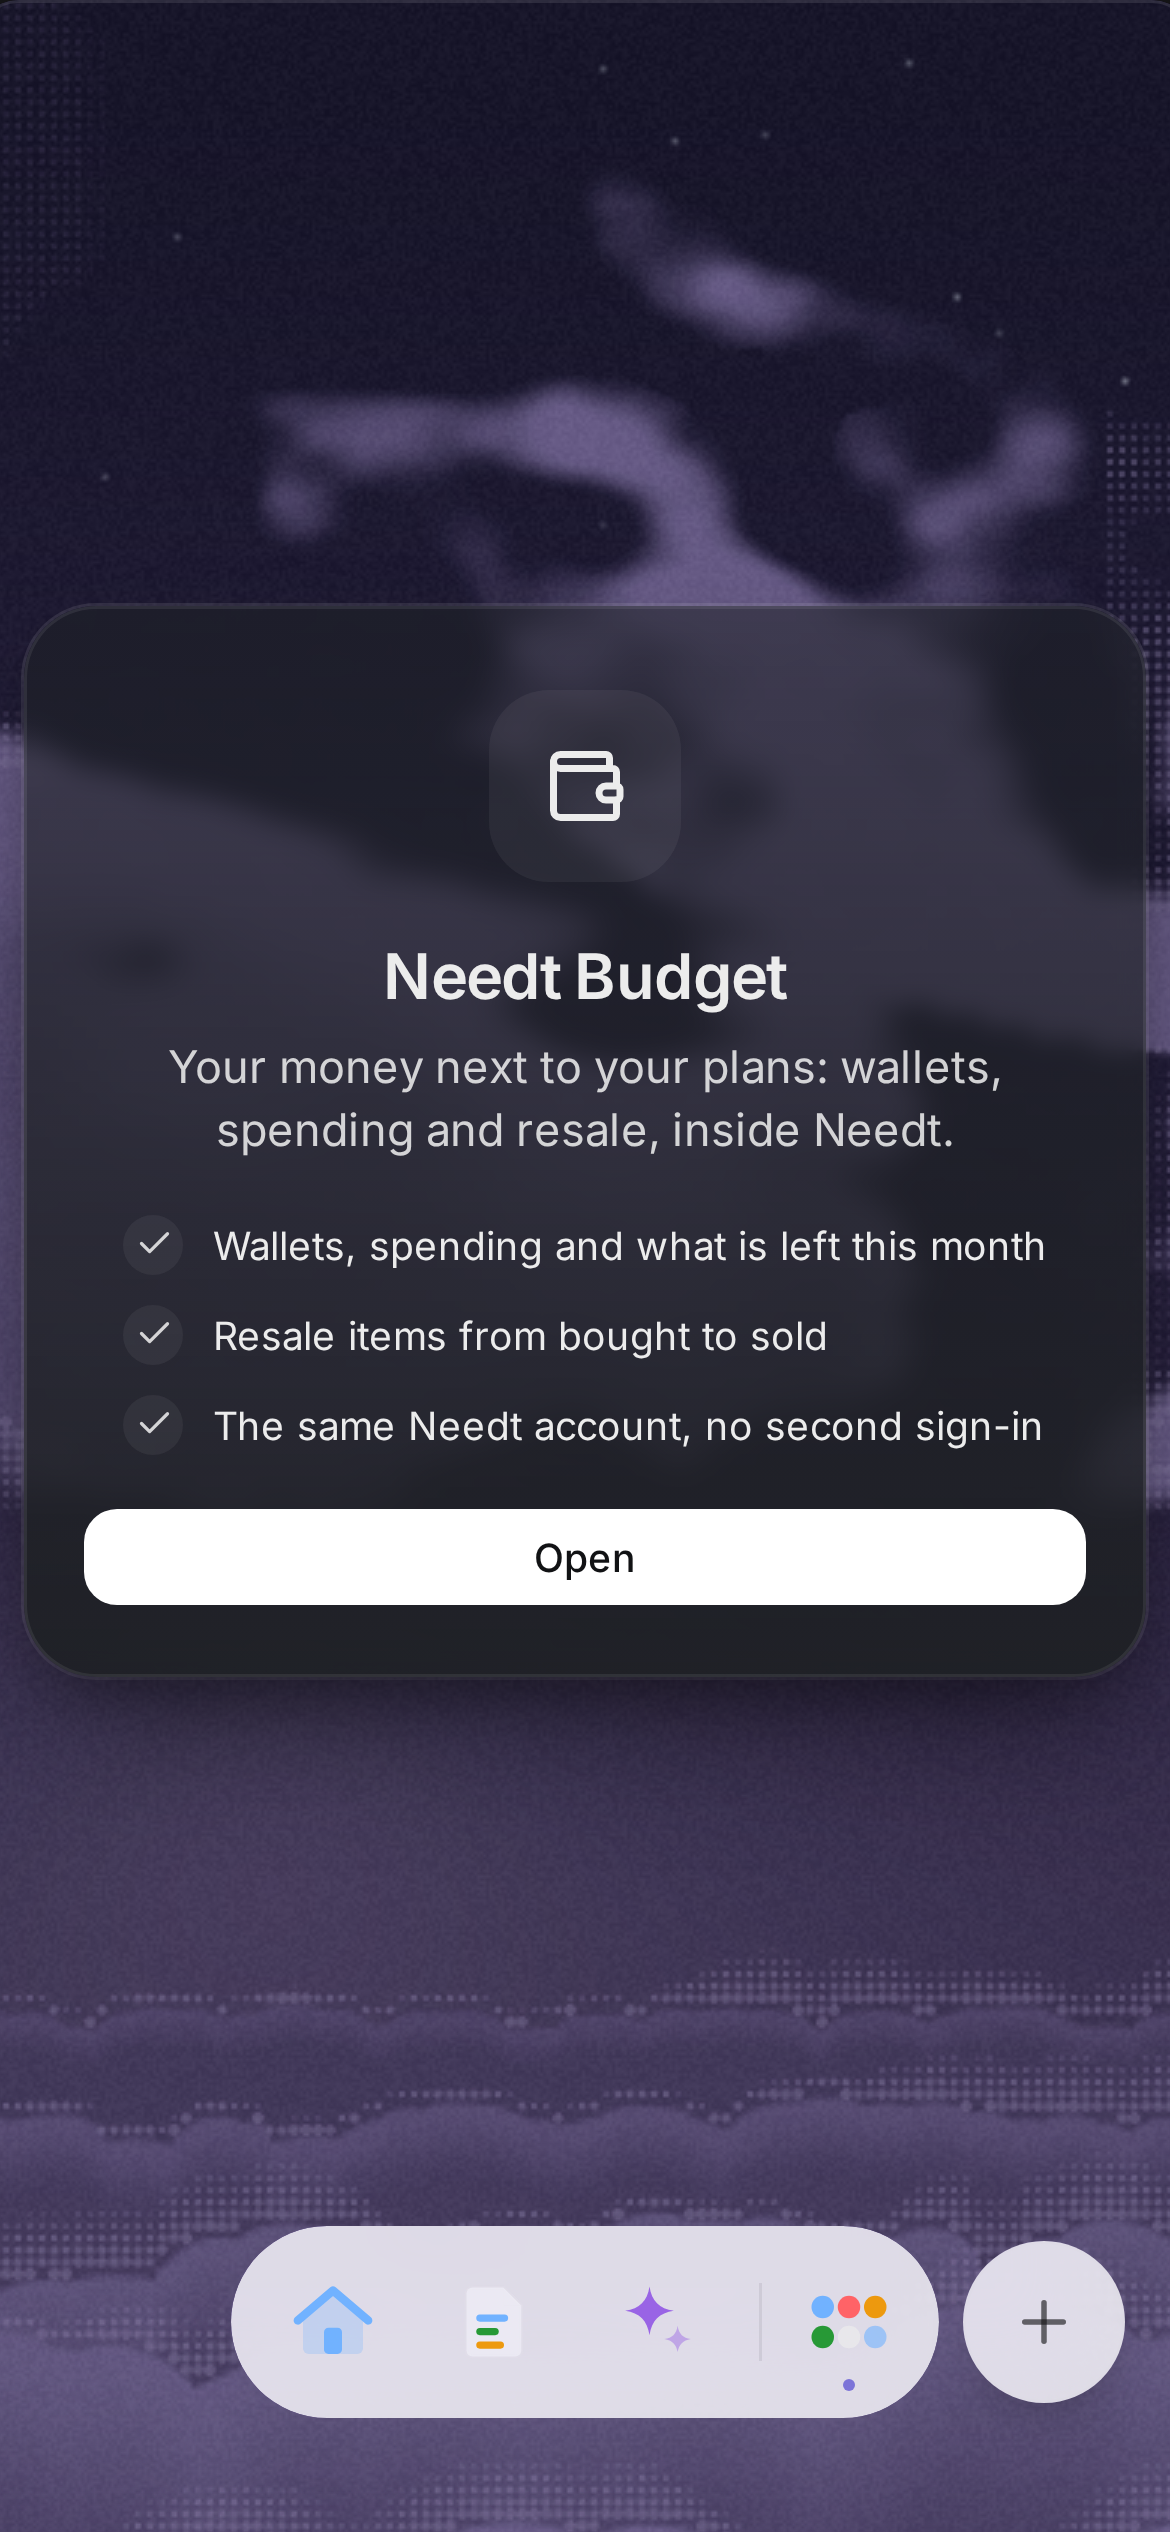 Needt Budget
Your money next to your plans: wallets,
spending and resale, inside Needt.
Wallets, spending and what is left this month
Resale items from bought to sold
The same Needt account, no second sign-in
Open